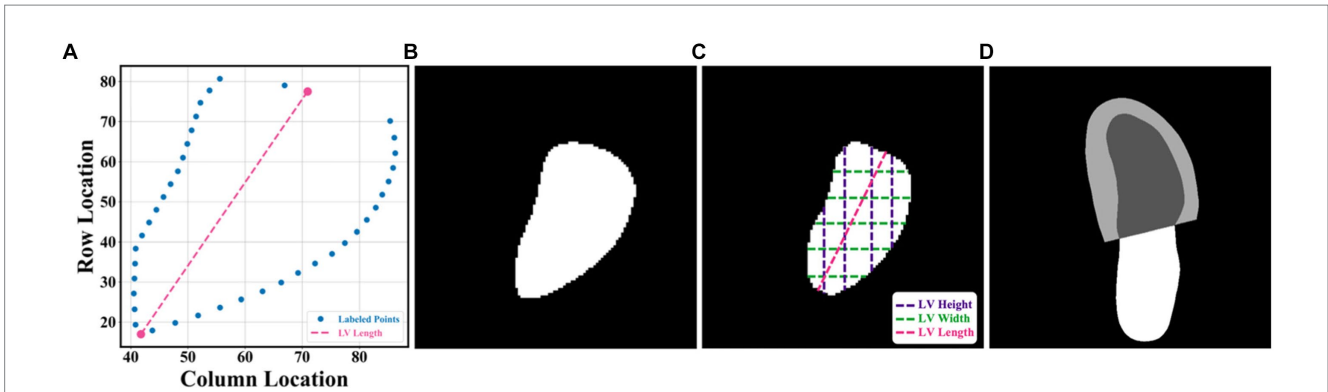 A
B
C
D
80
70
60
50
40
30
20
Row Location
40 50 60 70 80
Column Location
Labeled Points
LV Length
LV Height
LV Width
LV Length